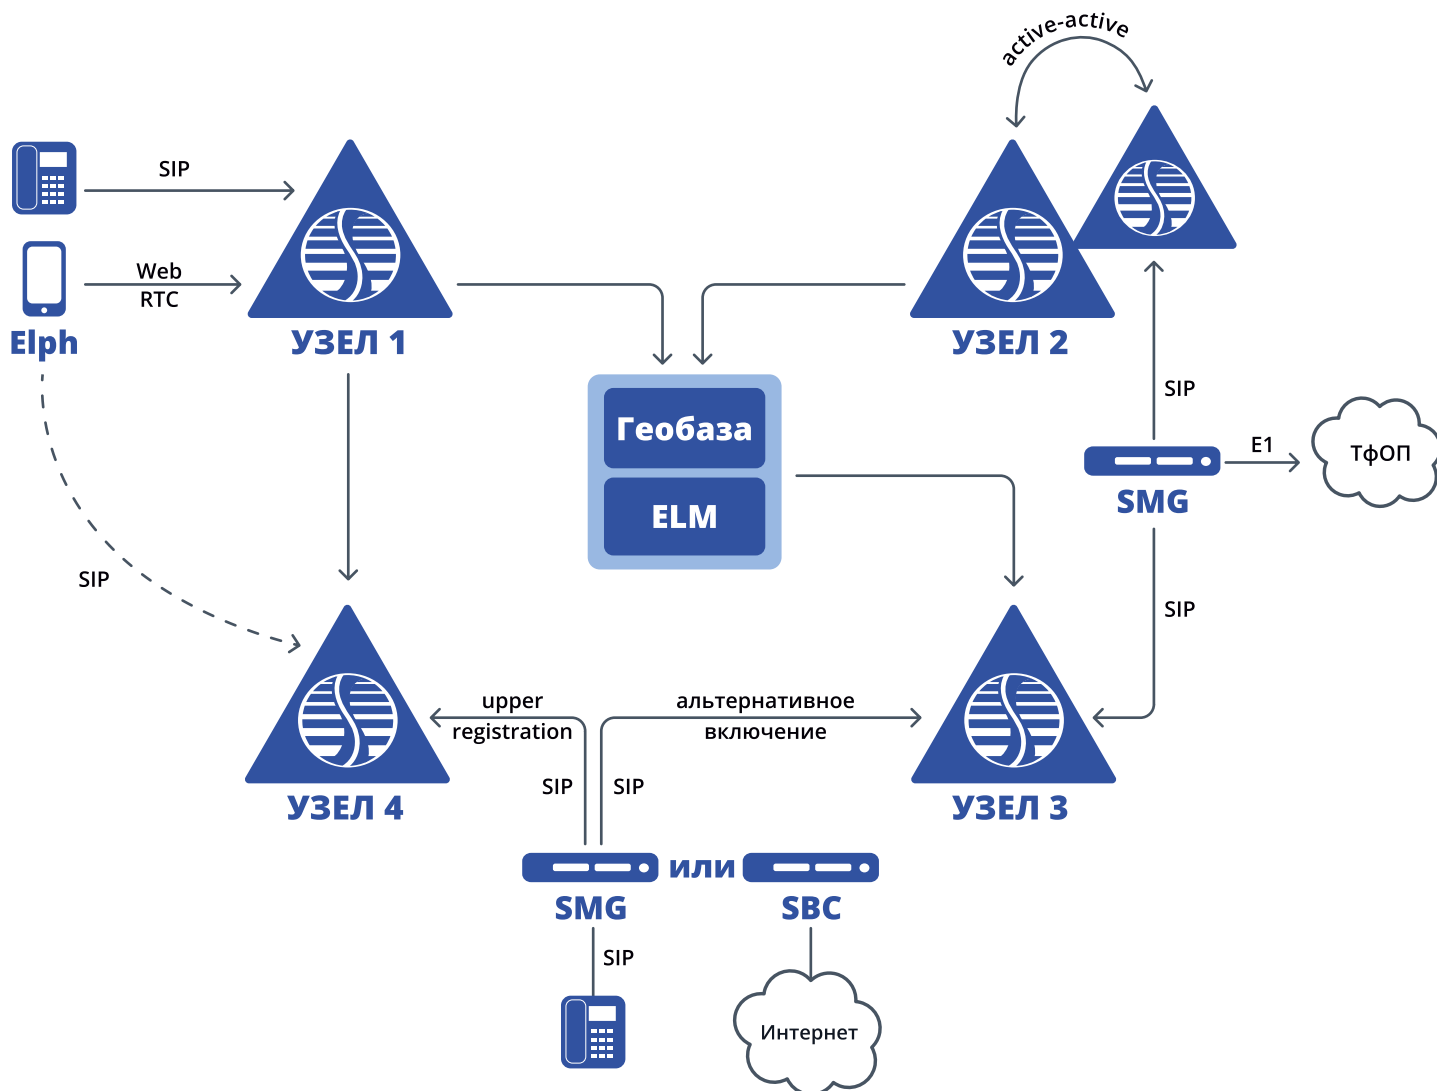 active-active
SIP
Web
RTC
Elph
УЗЕЛ 1
УЗЕЛ 2
Геобаза
ELM
SIP
E1
ТфОП
SMG
SIP
SIP
upper
registration
альтернативное
включение
SIP
SIP
УЗЕЛ 4
УЗЕЛ 3
или
SMG
SBC
SIP
Интернет